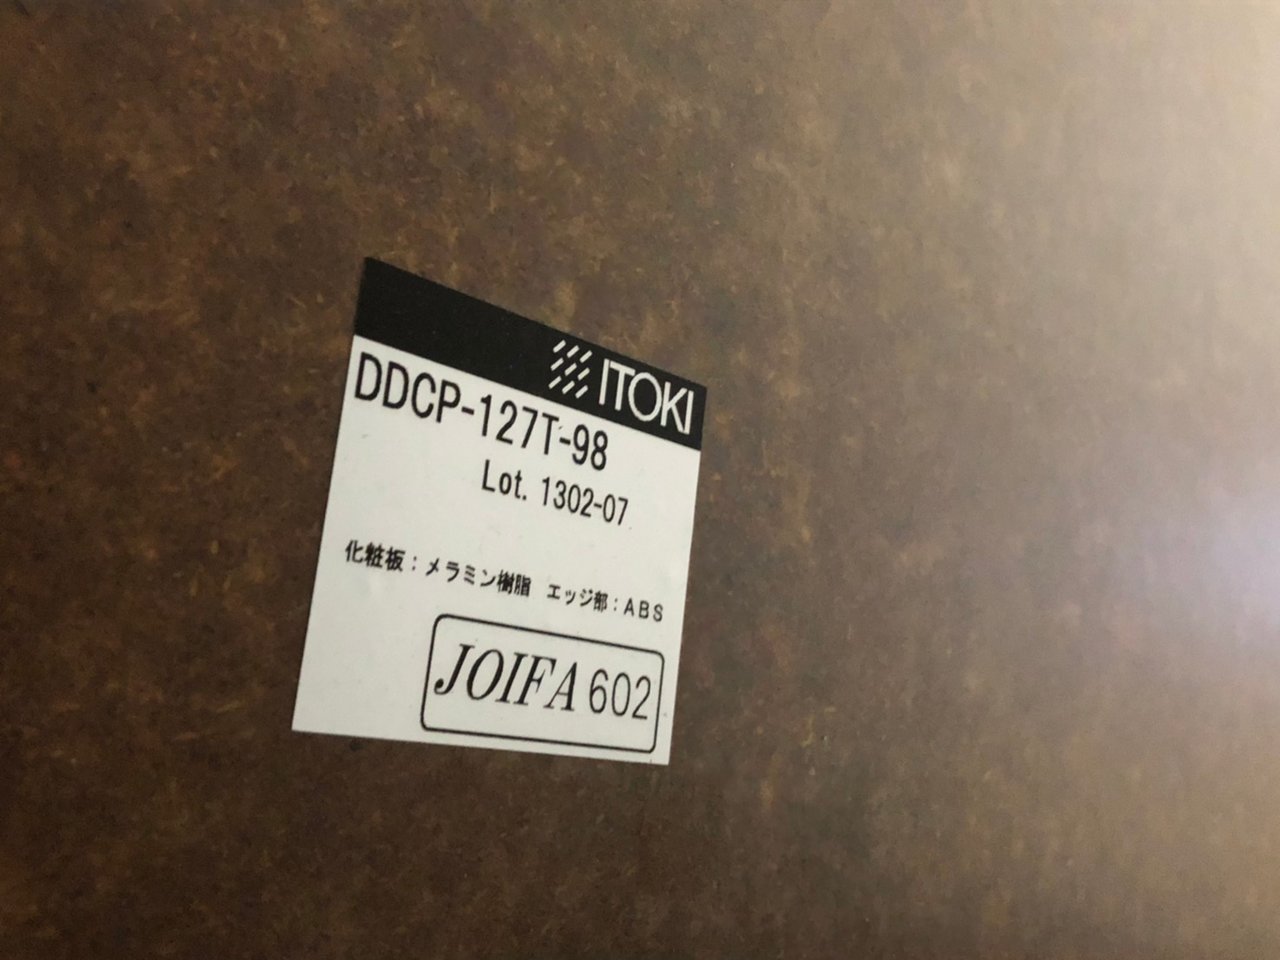 ITOKI
DDCP-127T-98
Lot. 1302-07
化粧板：メラミン樹脂　エッジ部：ABS
JOIFA 602